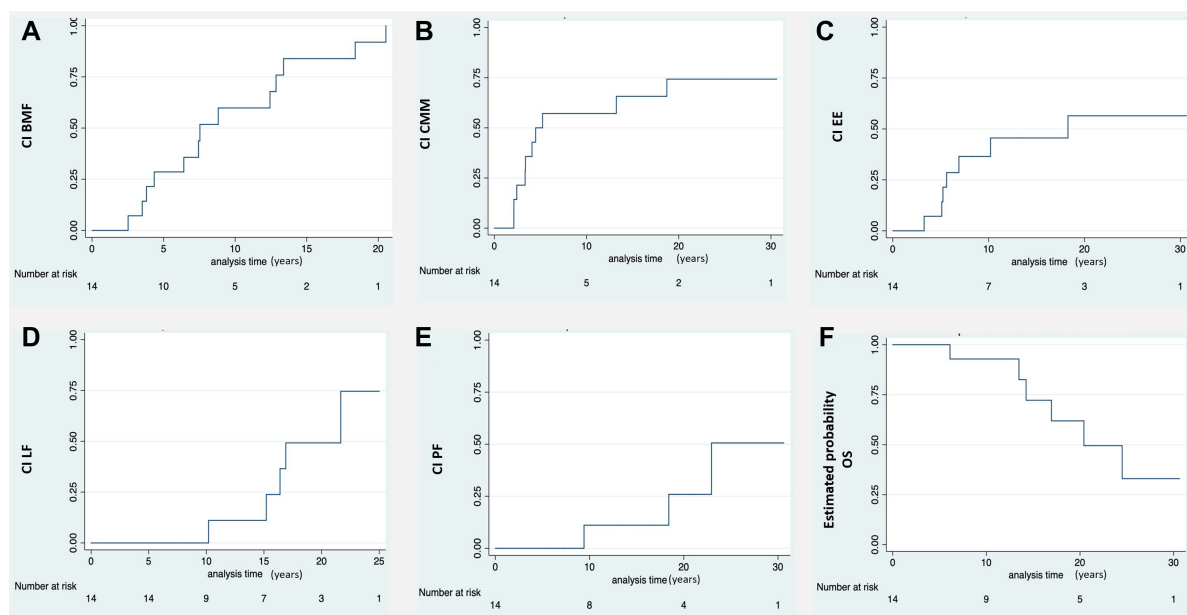 A
CI BMF
1.00
0.75
0.50
0.25
0.00
0 5 10 15 20
analysis time (years)
Number at risk
14 10 5 2 1
B
CI CMM
1.00
0.75
0.50
0.25
0.00
0 10 20 30
analysis time (years)
Number at risk
14 5 2 1
C
CI EE
1.00
0.75
0.50
0.25
0.00
0 10 20 30
analysis time (years)
Number at risk
14 7 3 1
D
CI LF
1.00
0.75
0.50
0.25
0.00
0 5 10 15 20 25
analysis time (years)
Number at risk
14 14 9 7 3 1
E
CI PF
1.00
0.75
0.50
0.25
0.00
0 10 20 30
analysis time (years)
Number at risk
14 8 4 1
F
Estimated probability
OS
1.00
0.75
0.50
0.25
0.00
0 10 20 30
analysis time (years)
Number at risk
14 9 5 1